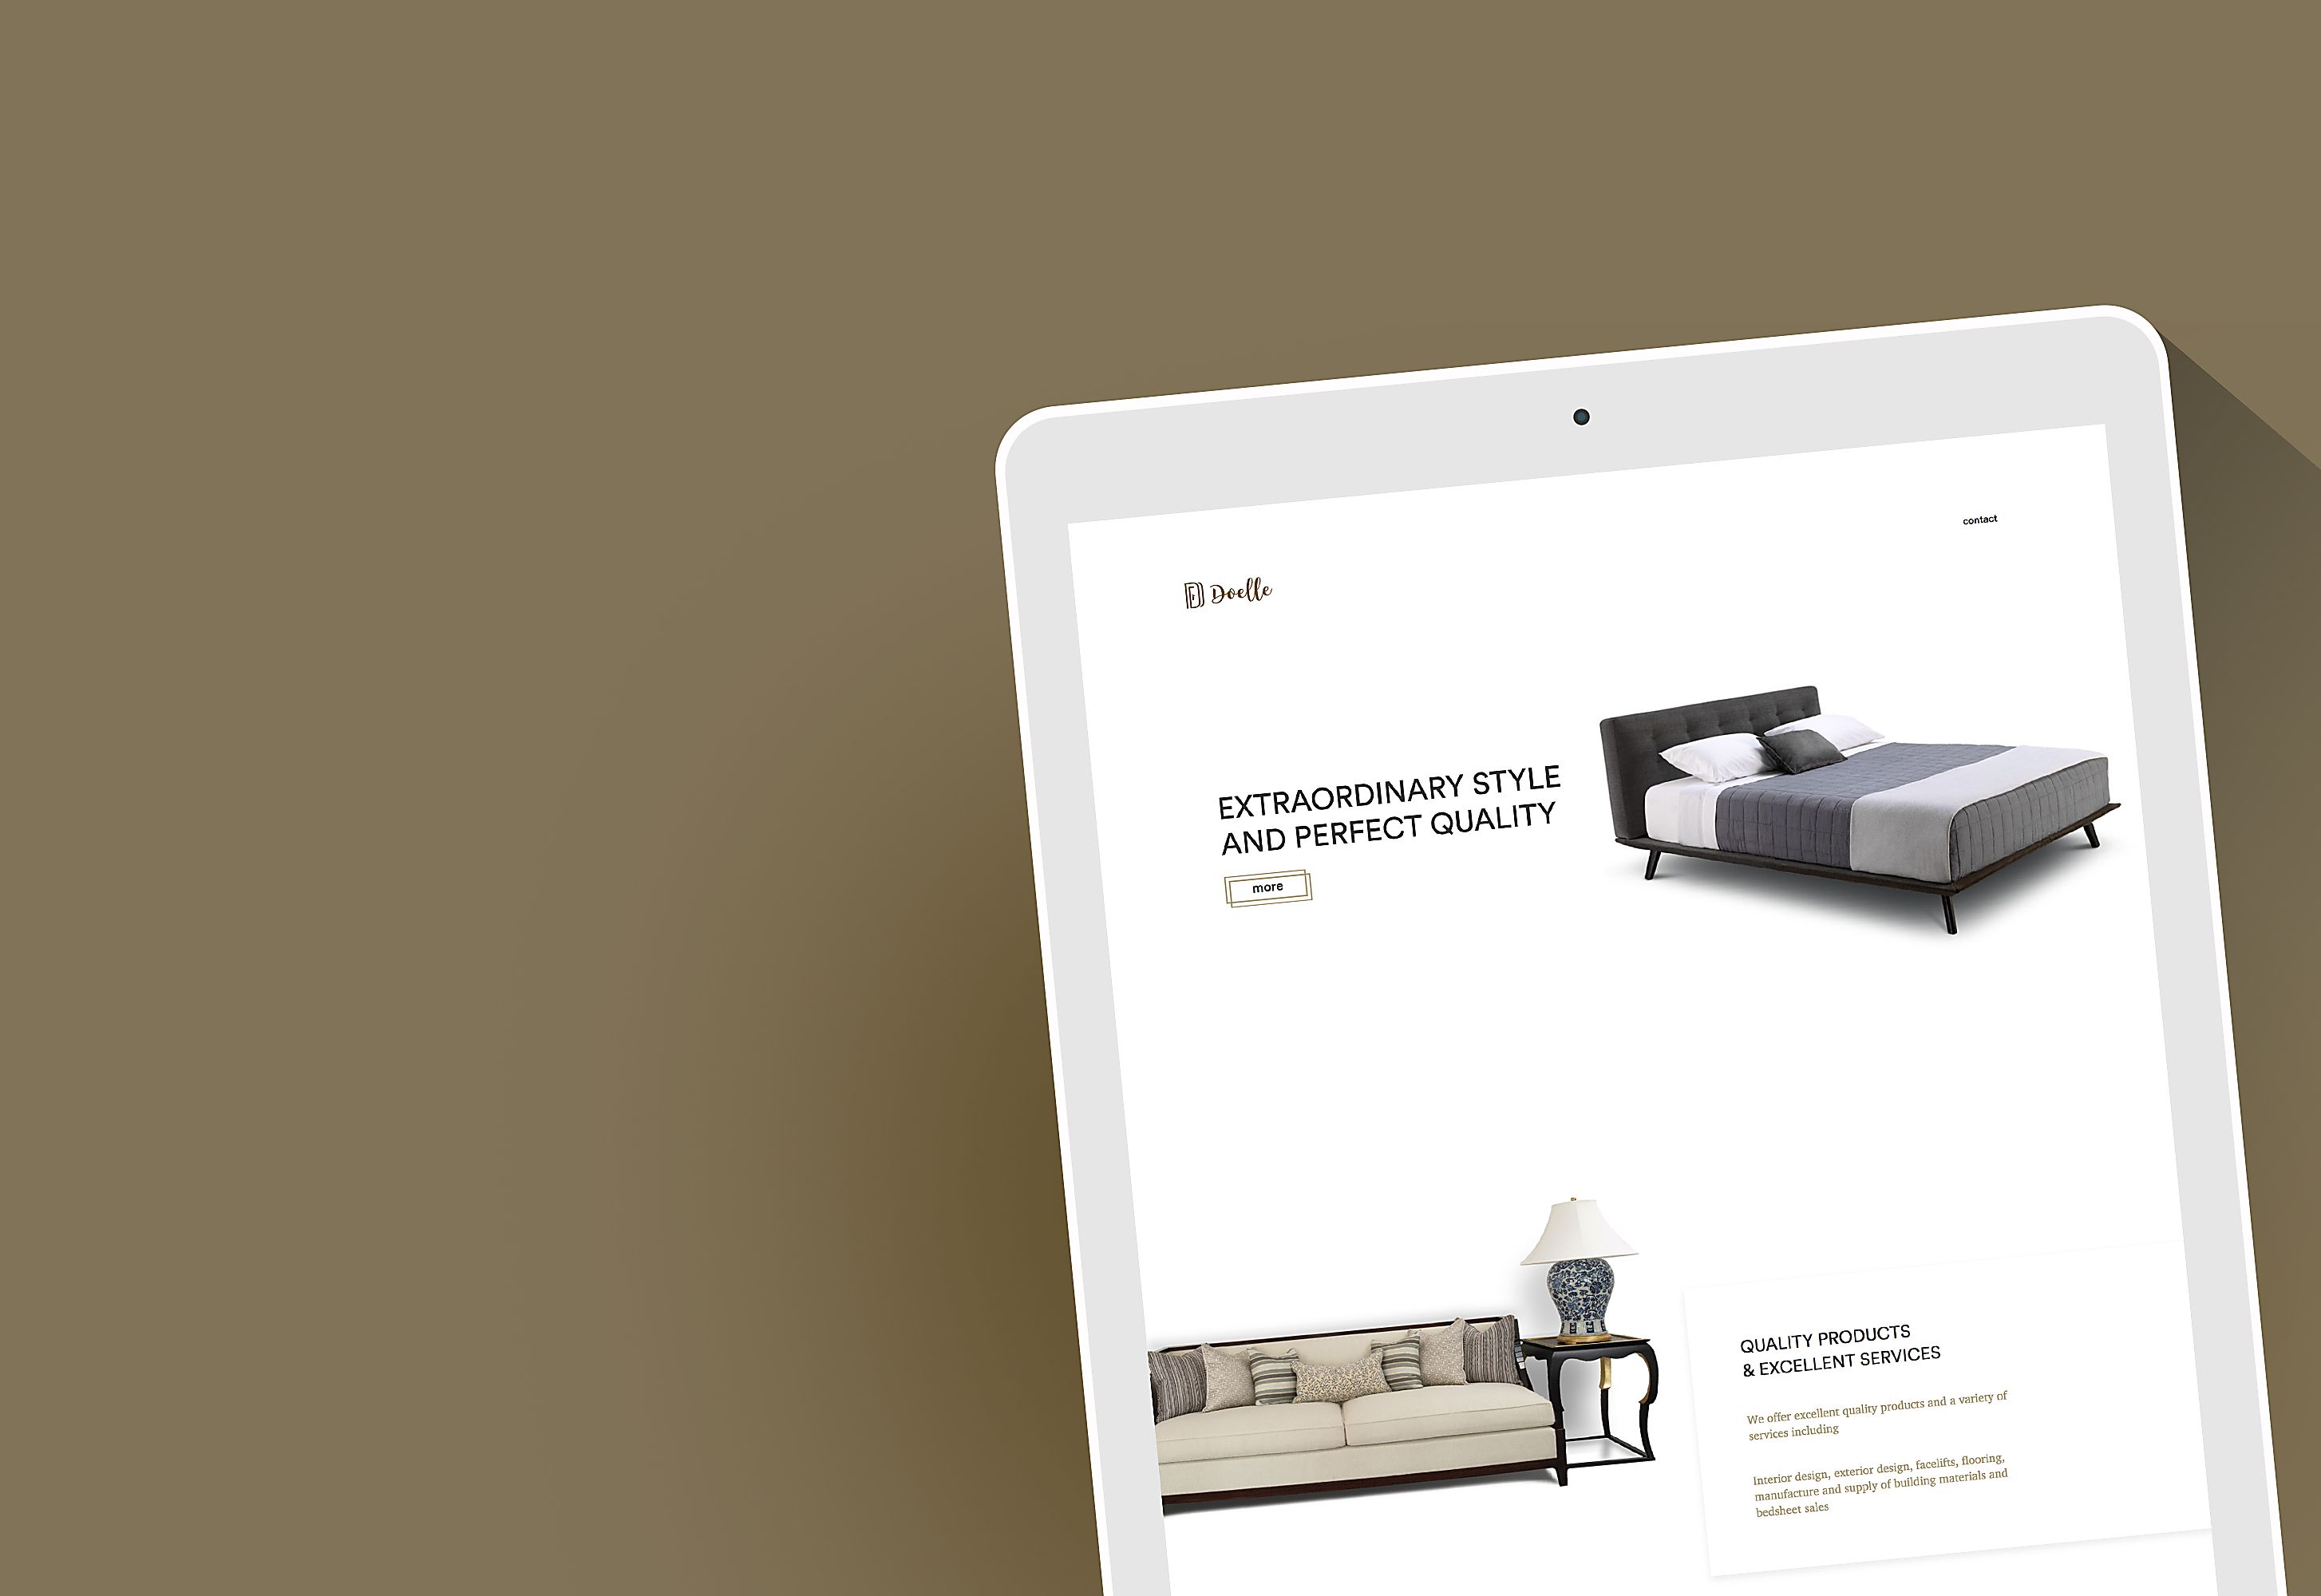 contact
Doelle
EXTRAORDINARY STYLE
AND PERFECT QUALITY
more
QUALITY PRODUCTS
& EXCELLENT SERVICES
We offer excellent quality products and a variety of
services including
Interior design, exterior design, facelifts, flooring,
manufacture and supply of building materials and
bedsheet sales